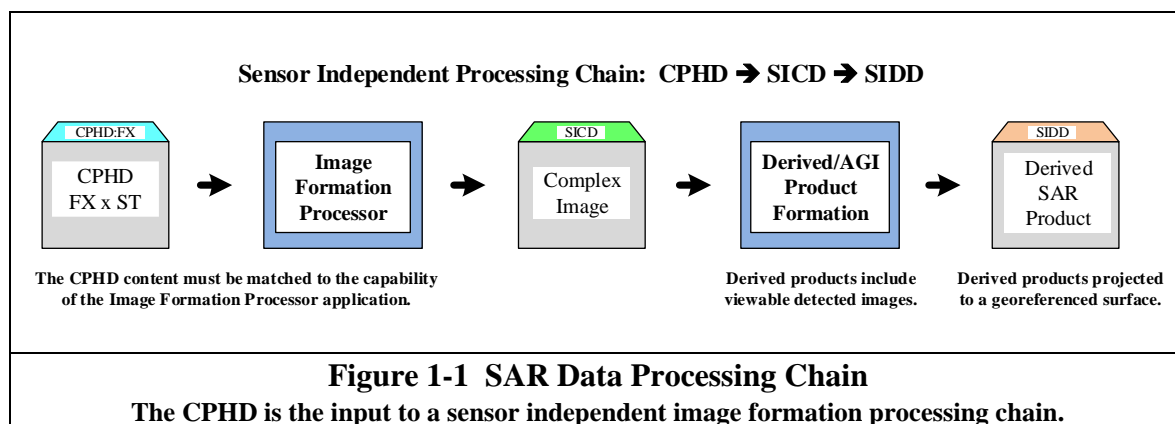 Sensor Independent Processing Chain: CPHD ➔ SICD ➔ SIDD
CPHD:FX
CPHD
FX x ST
Image
Formation
Processor
SICD
Complex
Image
Derived/AGI
Product
Formation
SIDD
Derived
SAR
Product
The CPHD content must be matched to the capability
of the Image Formation Processor application.
Derived products include
viewable detected images.
Derived products projected
to a georeferenced surface.
Figure 1-1 SAR Data Processing Chain
The CPHD is the input to a sensor independent image formation processing chain.